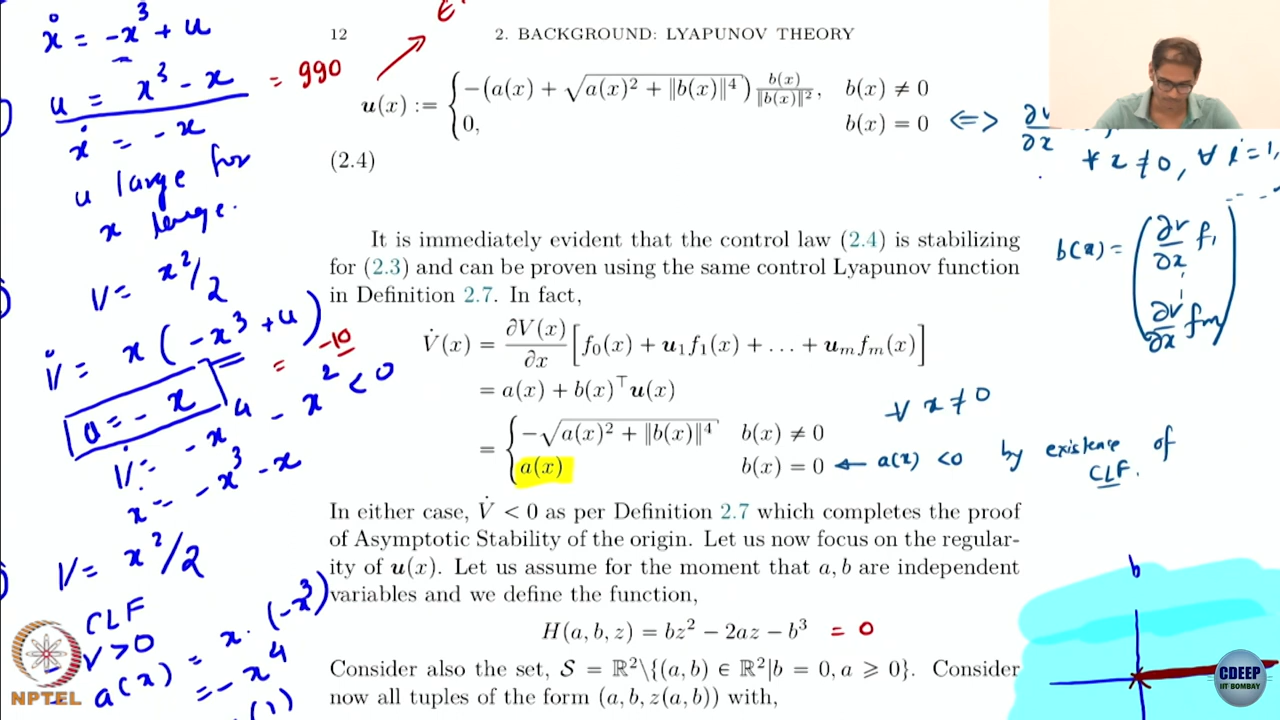 ẋ = -x³ + u
u = x³ - x = 990
ẋ = -x
u large for
x large.
V = x²/2
V̇ = x(-x³ + u)
= -10
a = -x
V̇ = -x⁴ - x² < 0
ẋ = -x³ - x
V = x²/2
CLF
V > 0
a(x) = x · (-x³)
= -x⁴
12
2. BACKGROUND: LYAPUNOV THEORY
u(x) := { -(a(x) + √(a(x)² + ‖b(x)‖⁴)) b(x)/‖b(x)‖², b(x) ≠ 0
0, b(x) = 0 ⟺ ∂V/∂x
∀ x ≠ 0, ∀ i = 1,
(2.4)
b(x) = ( ∂V/∂x f₁
⋮
∂V/∂x fm )
It is immediately evident that the control law (2.4) is stabilizing
for (2.3) and can be proven using the same control Lyapunov function
in Definition 2.7. In fact,
V̇(x) = ∂V(x)/∂x [f₀(x) + u₁f₁(x) + . . . + uₘfₘ(x)]
= a(x) + b(x)⊤u(x)
∀ x ≠ 0
= { -√(a(x)² + ‖b(x)‖⁴) b(x) ≠ 0
a(x) b(x) = 0 ← a(x) < 0 by existence of
CLF.
In either case, V̇ < 0 as per Definition 2.7 which completes the proof
of Asymptotic Stability of the origin. Let us now focus on the regular-
ity of u(x). Let us assume for the moment that a, b are independent
variables and we define the function,
H(a, b, z) = bz² − 2az − b³ = 0
Consider also the set, S = ℝ²\{(a, b) ∈ ℝ²|b = 0, a ⩾ 0}. Consider
now all tuples of the form (a, b, z(a, b)) with,
b
NPTEL
CDEEP
IIT BOMBAY